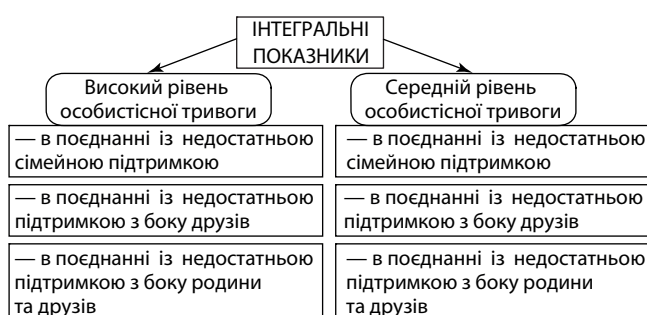 ІНТЕГРАЛЬНІ
ПОКАЗНИКИ
Високий рівень
особистісної тривоги
— в поєднанні із недостатньою
сімейною підтримкою
— в поєднанні із недостатньою
підтримкою з боку друзів
— в поєднанні із недостатньою
підтримкою з боку родини
та друзів
Середній рівень
особистісної тривоги
— в поєднанні із недостатньою
сімейною підтримкою
— в поєднанні із недостатньою
підтримкою з боку друзів
— в поєднанні із недостатньою
підтримкою з боку родини
та друзів